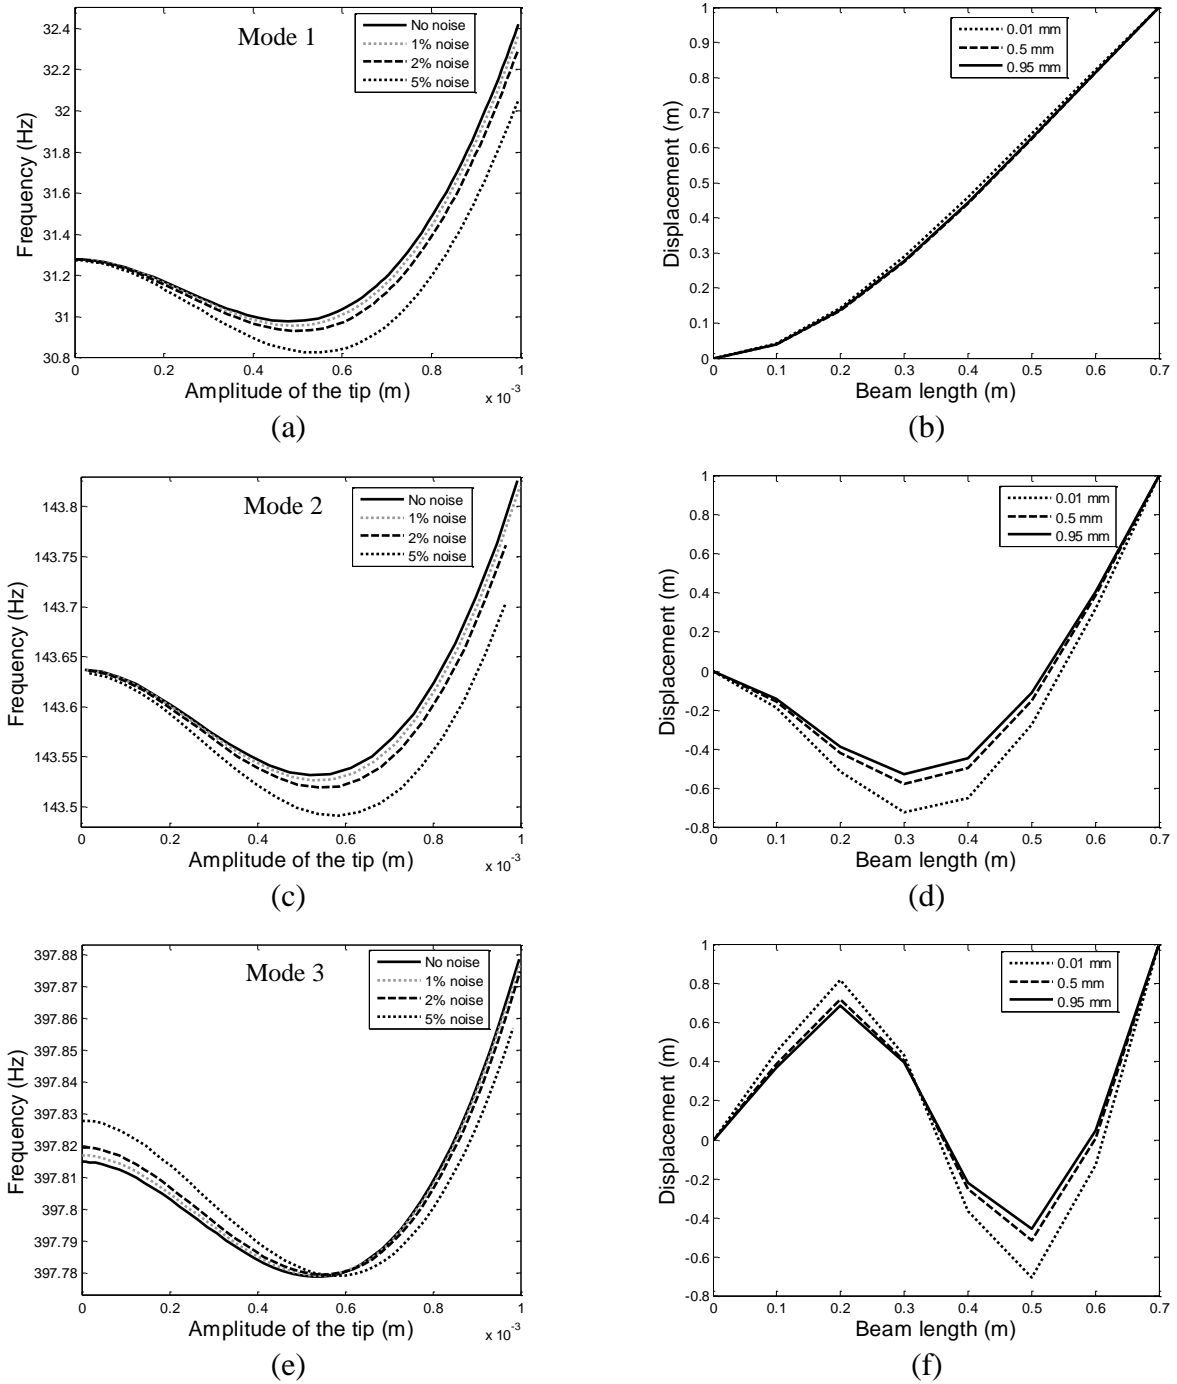 32.4
32.2
32
31.8
31.6
31.4
31.2
31
30.8
Frequency (Hz)
Mode 1
No noise
1% noise
2% noise
5% noise
0 0.2 0.4 0.6 0.8 1
Amplitude of the tip (m)
x 10^-3
(a)
1
0.9
0.8
0.7
0.6
0.5
0.4
0.3
0.2
0.1
0
Displacement (m)
0.01 mm
0.5 mm
0.95 mm
0 0.1 0.2 0.3 0.4 0.5 0.6 0.7
Beam length (m)
(b)
143.8
143.75
143.7
143.65
143.6
143.55
143.5
Frequency (Hz)
Mode 2
No noise
1% noise
2% noise
5% noise
0 0.2 0.4 0.6 0.8 1
Amplitude of the tip (m)
x 10^-3
(c)
1
0.8
0.6
0.4
0.2
0
-0.2
-0.4
-0.6
-0.8
Displacement (m)
0.01 mm
0.5 mm
0.95 mm
0 0.1 0.2 0.3 0.4 0.5 0.6 0.7
Beam length (m)
(d)
397.88
397.87
397.86
397.85
397.84
397.83
397.82
397.81
397.8
397.79
397.78
Frequency (Hz)
Mode 3
No noise
1% noise
2% noise
5% noise
0 0.2 0.4 0.6 0.8 1
Amplitude of the tip (m)
x 10^-3
(e)
1
0.8
0.6
0.4
0.2
0
-0.2
-0.4
-0.6
-0.8
Displacement (m)
0.01 mm
0.5 mm
0.95 mm
0 0.1 0.2 0.3 0.4 0.5 0.6 0.7
Beam length (m)
(f)